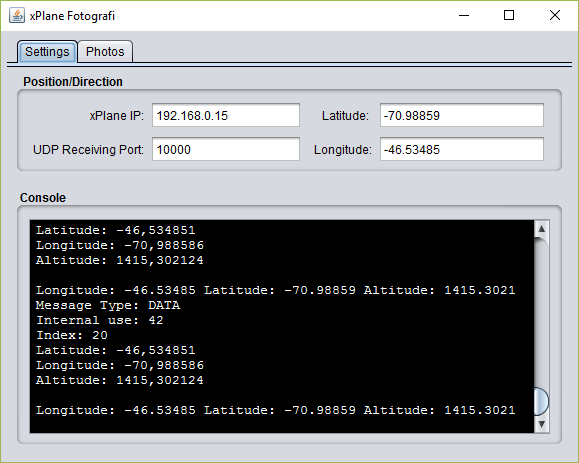 xPlane Fotografi
Settings Photos
Position/Direction
xPlane IP: 192.168.0.15 Latitude: -70.98859
UDP Receiving Port: 10000 Longitude: -46.53485
Console
Latitude: -46,534851
Longitude: -70,988586
Altitude: 1415,302124
Longitude: -46.53485 Latitude: -70.98859 Altitude: 1415.3021
Message Type: DATA
Internal use: 42
Index: 20
Latitude: -46,534851
Longitude: -70,988586
Altitude: 1415,302124
Longitude: -46.53485 Latitude: -70.98859 Altitude: 1415.3021